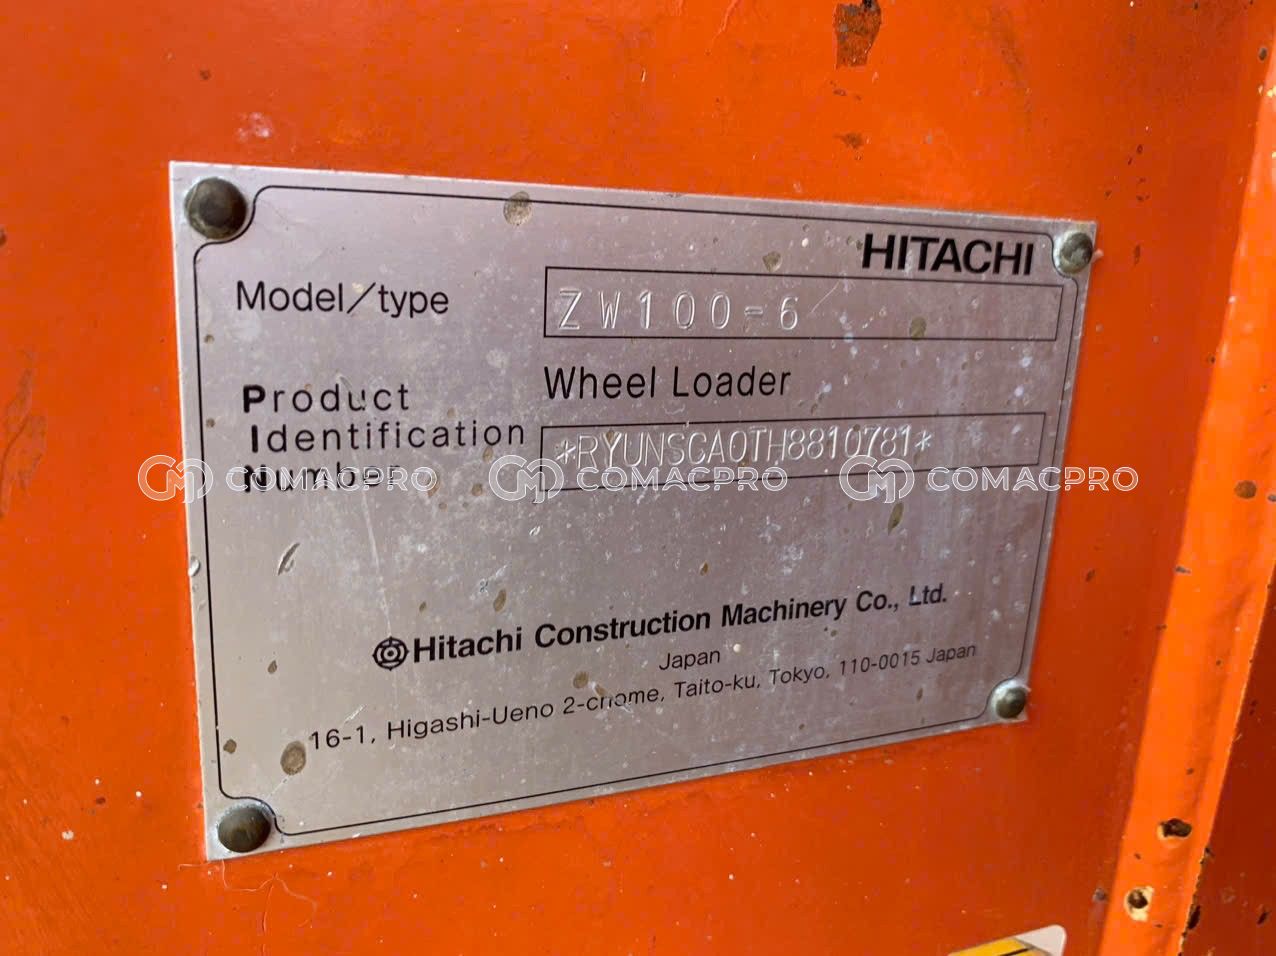 HITACHI
Model/type ZW100-6
Wheel Loader
Product
Identification
Number
*RYUNSCA0TH8810781*
COMACPRO COMACPRO COMACPRO
Hitachi Construction Machinery Co., Ltd.
Japan
16-1, Higashi-Ueno 2-chome, Taito-ku, Tokyo, 110-0015 Japan